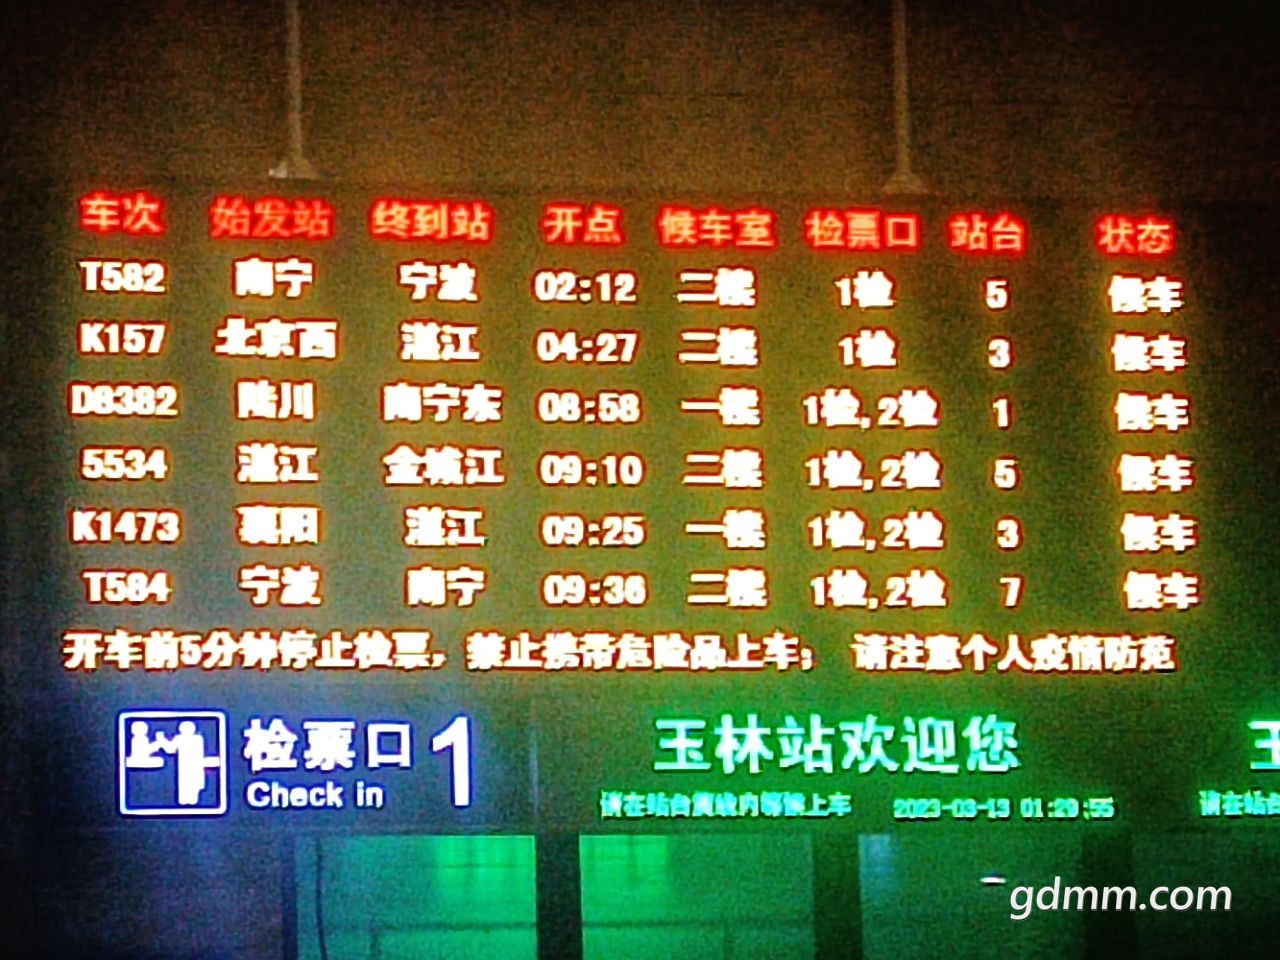 车次 始发站 终到站 开点 候车室 检票口 站台 状态
T582 南宁 宁波 02:12 二楼 1检 5 候车
K157 北京西 湛江 04:27 二楼 1检 3 候车
D8382 陆川 南宁东 08:58 一楼 1检,2检 1 候车
5534 湛江 金城江 09:10 二楼 1检,2检 5 候车
K1473 襄阳 湛江 09:25 一楼 1检,2检 3 候车
T584 宁波 南宁 09:36 二楼 1检,2检 7 候车
开车前5分钟停止检票，禁止携带危险品上车； 请注意个人疫情防范
检票口 1
Check in
玉林站欢迎您 玉
请在站台黄线内等候上车 2023-03-13 01:29:55 请在站台
gdmm.com